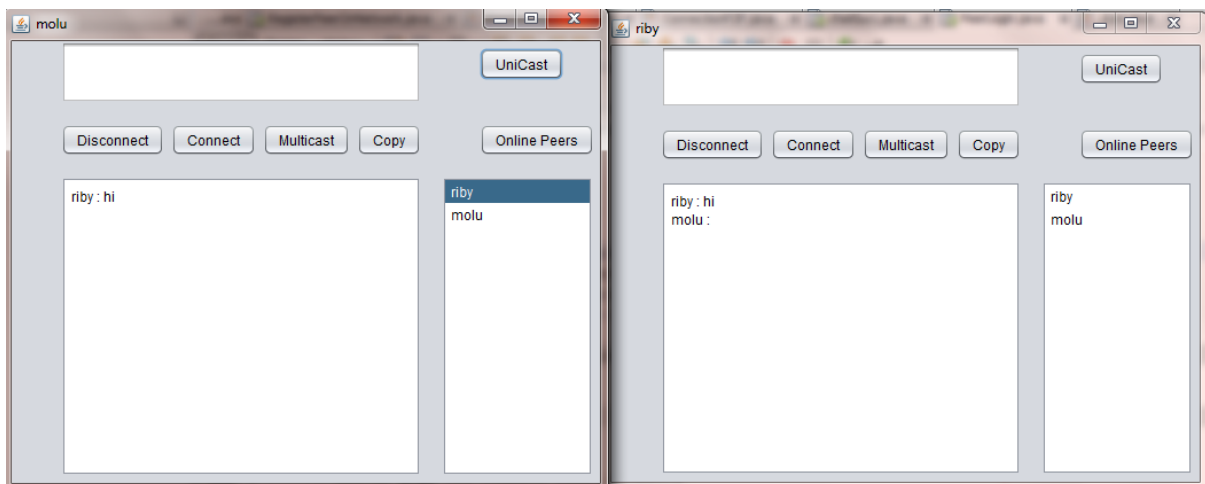 molu
UniCast
Disconnect Connect Multicast Copy Online Peers
riby : hi
riby
molu
riby
UniCast
Disconnect Connect Multicast Copy Online Peers
riby : hi
molu :
riby
molu